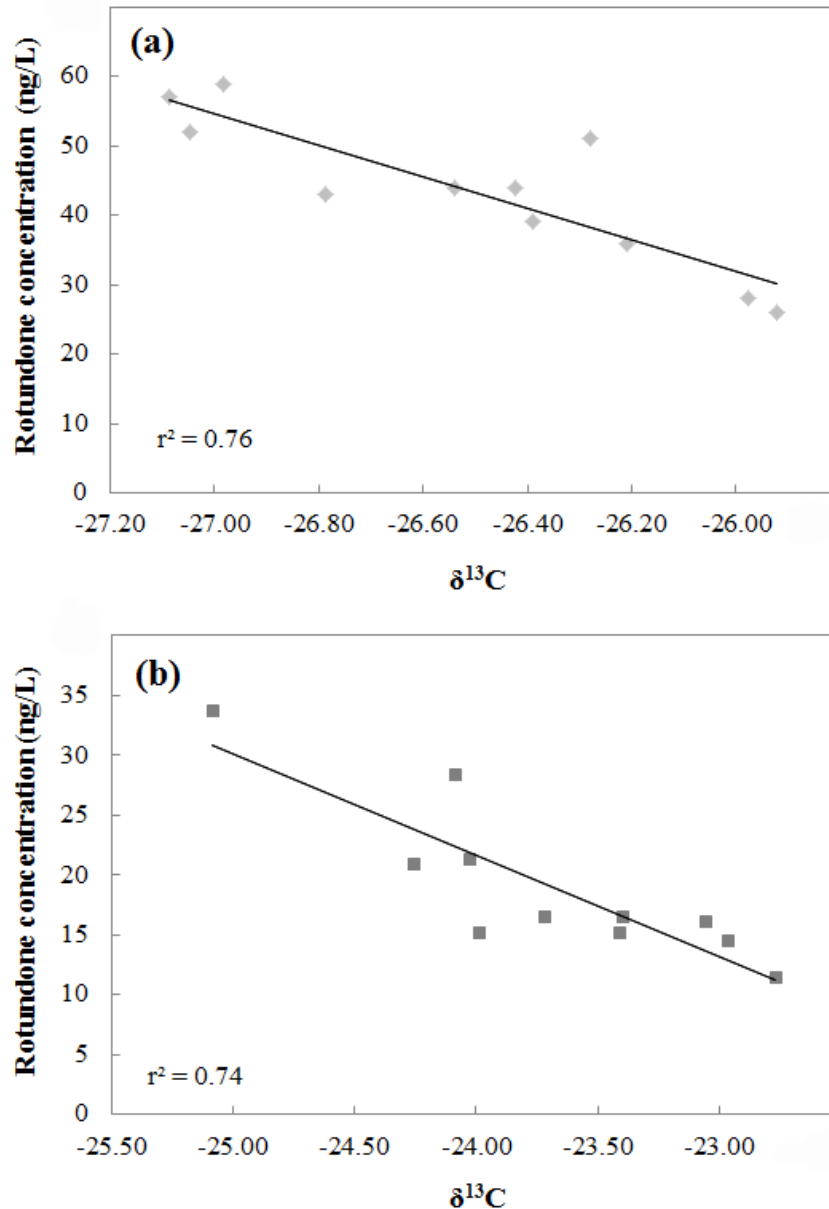 (a)
Rotundone concentration (ng/L)
60
50
40
30
20
10
0
r² = 0.76
-27.20 -27.00 -26.80 -26.60 -26.40 -26.20 -26.00
δ¹³C
(b)
Rotundone concentration (ng/L)
35
30
25
20
15
10
5
0
r² = 0.74
-25.50 -25.00 -24.50 -24.00 -23.50 -23.00
δ¹³C